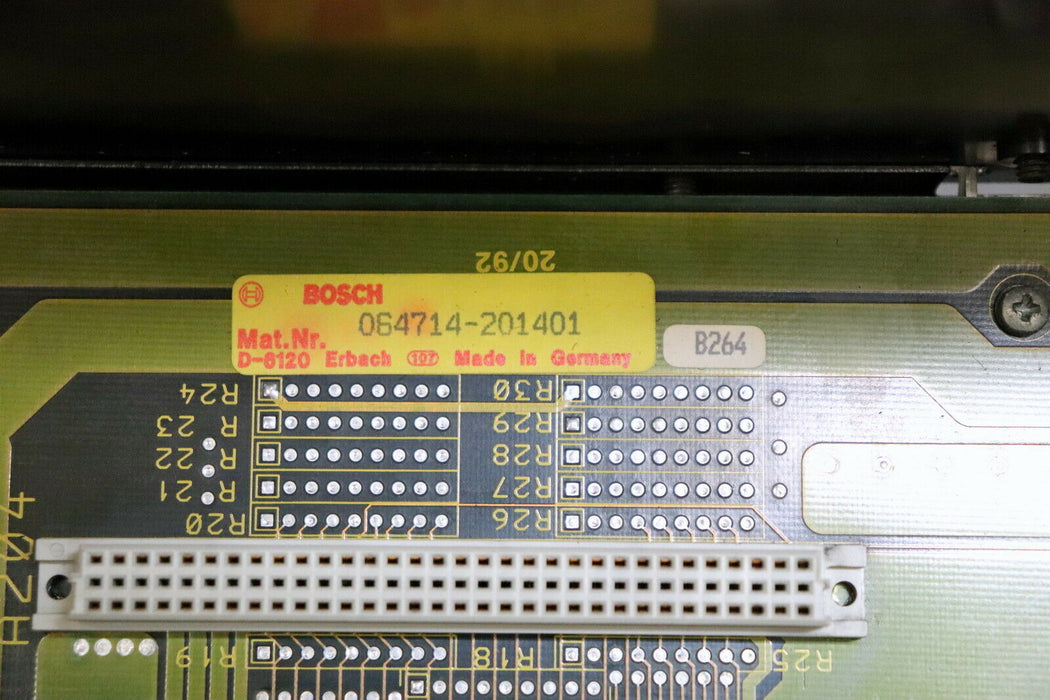 20/92
BOSCH
064714-201401
Mat.Nr.
D-6120 Erbach 107 Made in Germany
B264
R24
R30
R 23
R29
R 22
R28
R 21
R27
R20
R26
R19
R18
R25